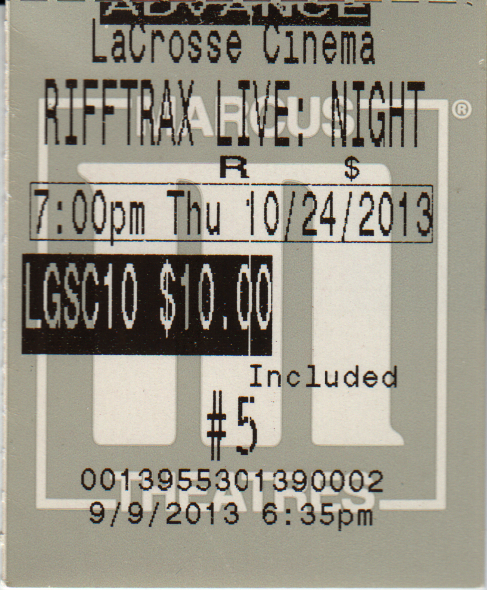 ADVANCE
LaCrosse Cinema
MARCUS ®
RIFFTRAX LIVE: NIGHT
R $
7:00pm Thu 10/24/2013
LGSC10 $10.00
Included
#5
0013955301390002
THEATRES
9/9/2013 6:35pm